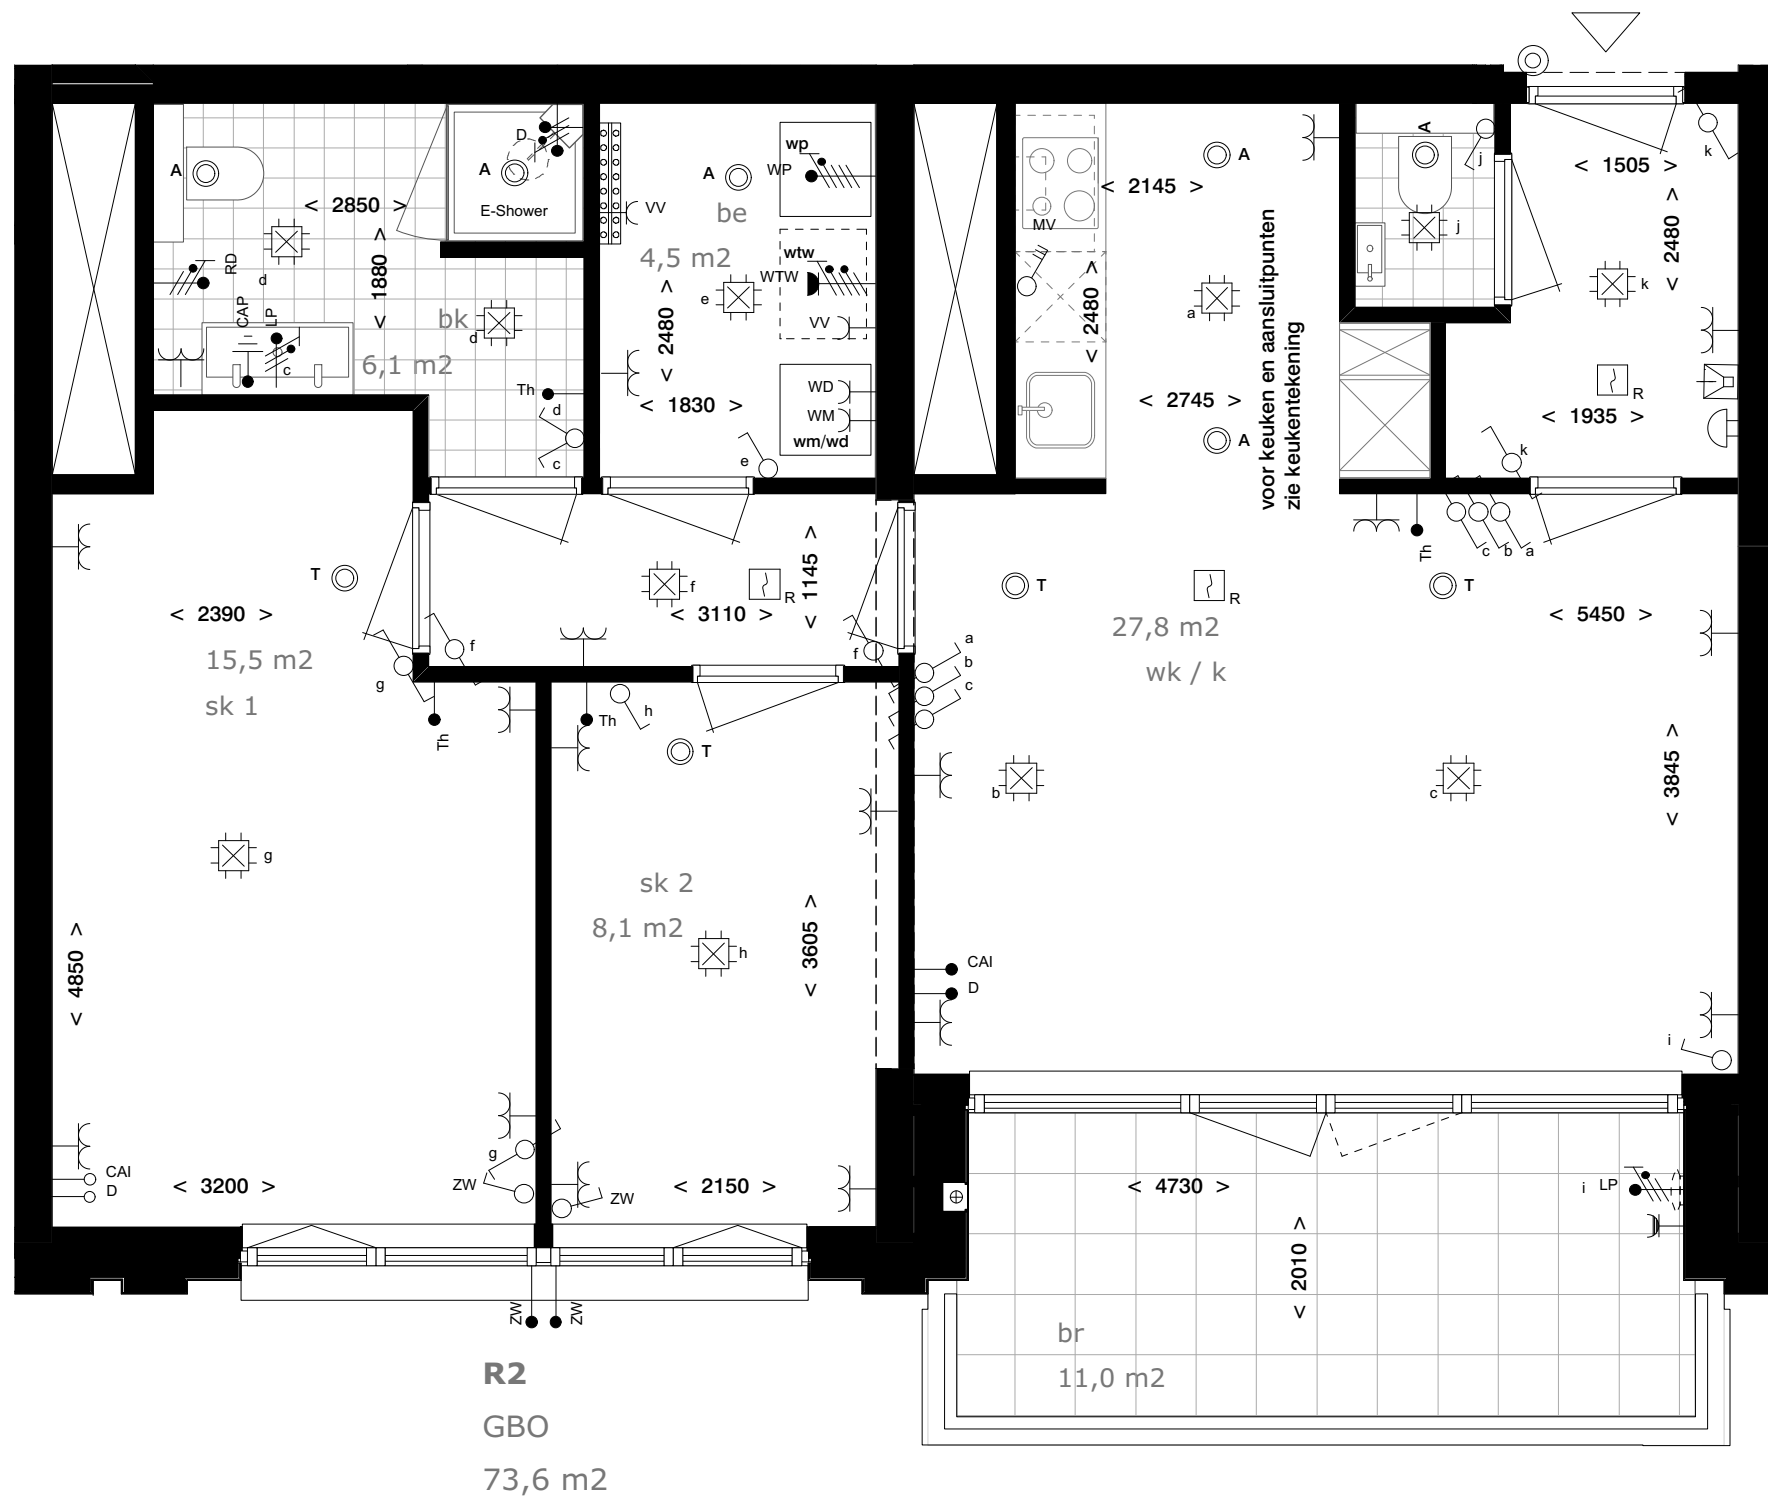 A
< 2850 >
< 1880 >
RD
d
CAP
LP
c
bk
d
6,1 m2
D
A
E-Shower
Th
d
c
A
be
4,5 m2
VV
e
< 2480 >
< 1830 >
e
wp
WP
wtw
WTW
VV
WD
WM
wm/wd
MV
< 2145 >
A
< 2480 >
a
< 2745 >
A
voor keuken en aansluitpunten
zie keukentekening
A
j
j
k
< 1505 >
< 2480 >
k
R
< 1935 >
k
T
< 2390 >
15,5 m2
sk 1
g
f
f
R
< 3110 >
< 1145 >
f
Th
Th
h
T
g
sk 2
8,1 m2
h
< 3605 >
< 4850 >
CAI
D
< 3200 >
g
ZW
ZW
< 2150 >
ZW
ZW
a
b
c
T
R
27,8 m2
wk / k
Th
c
b
a
T
< 5450 >
b
c
< 3845 >
CAI
D
i
< 4730 >
< 2010 >
i
LP
br
11,0 m2
R2
GBO
73,6 m2